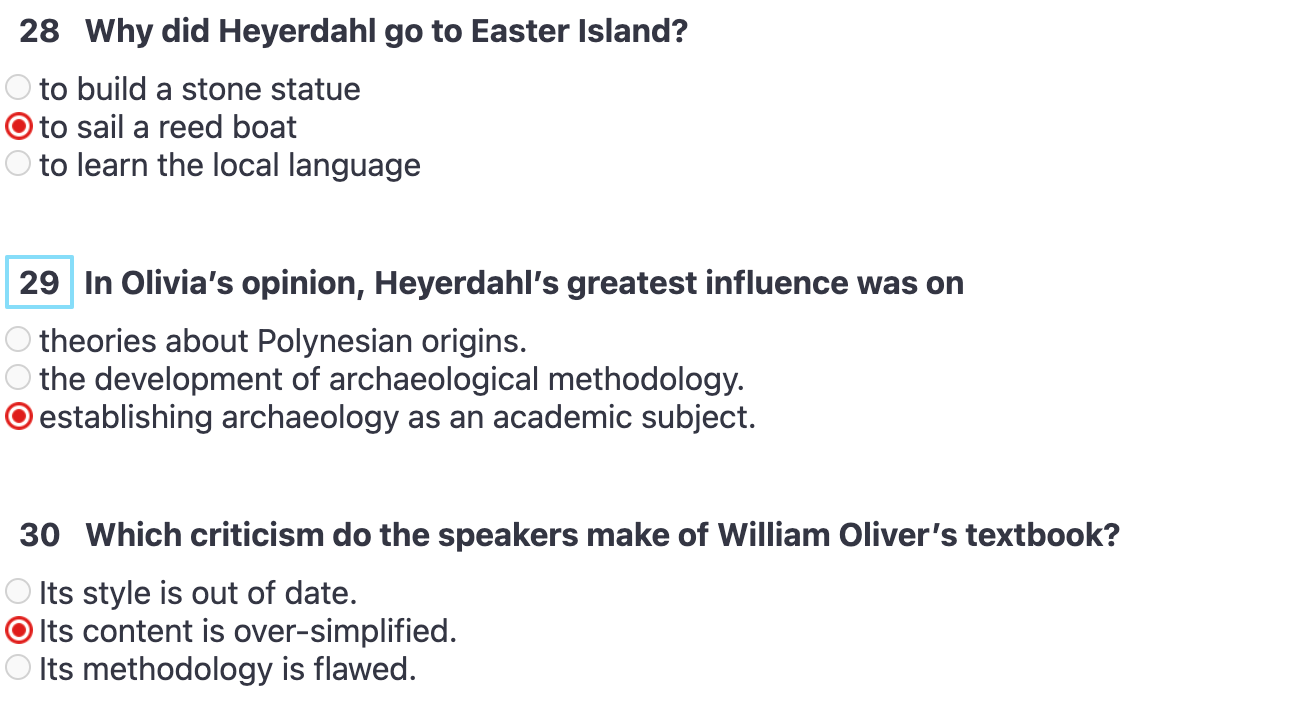 28 Why did Heyerdahl go to Easter Island?
to build a stone statue
to sail a reed boat
to learn the local language
29 In Olivia’s opinion, Heyerdahl’s greatest influence was on
theories about Polynesian origins.
the development of archaeological methodology.
establishing archaeology as an academic subject.
30 Which criticism do the speakers make of William Oliver’s textbook?
Its style is out of date.
Its content is over-simplified.
Its methodology is flawed.